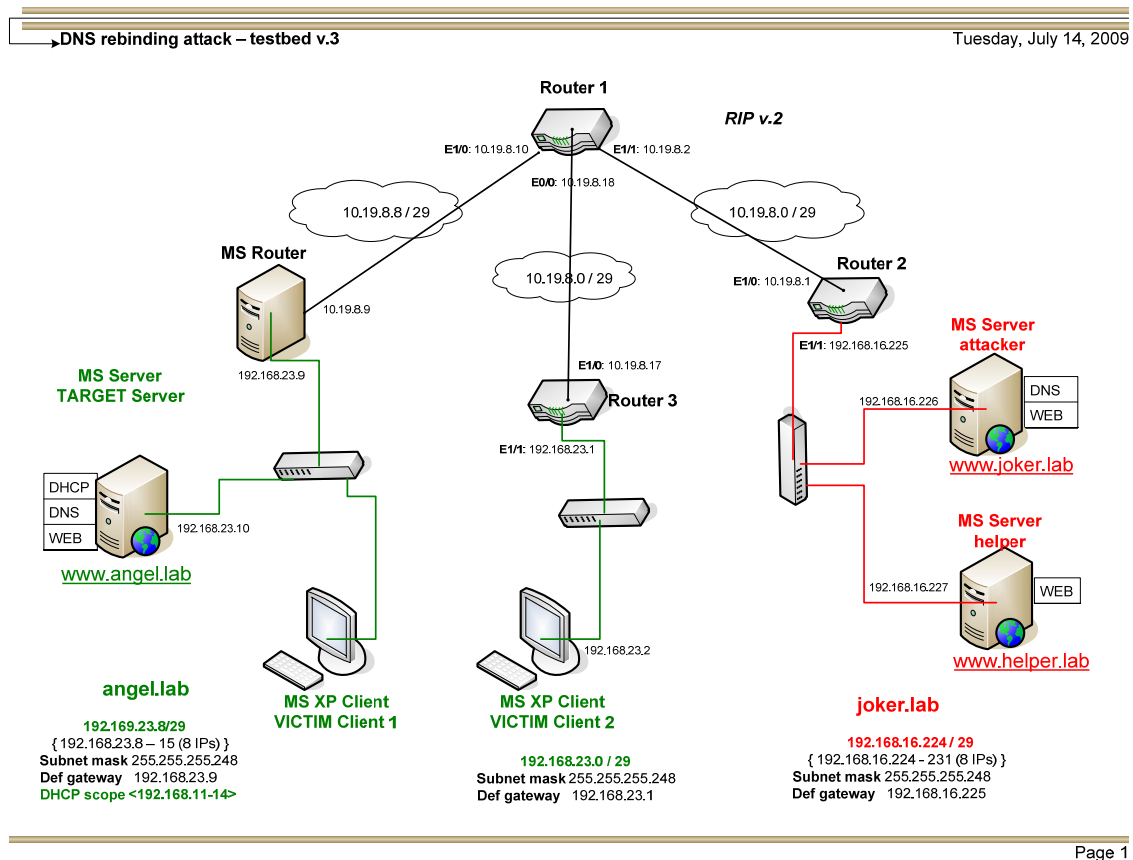 DNS rebinding attack – testbed v.3
Tuesday, July 14, 2009
Router 1
RIP v.2
E1/0: 10.19.8.10
E1/1: 10.19.8.2
E0/0: 10.19.8.18
10.19.8.8 / 29
10.19.8.0 / 29
10.19.8.0 / 29
MS Router
10.19.8.9
192.168.23.9
Router 2
E1/0: 10.19.8.1
E1/1: 192.168.16.225
MS Server
attacker
192.168.16.226
DNS
WEB
www.joker.lab
MS Server
TARGET Server
E1/0: 10.19.8.17
Router 3
E1/1: 192.168.23.1
DHCP
DNS
WEB
192.168.23.10
www.angel.lab
MS Server
helper
192.168.16.227
WEB
www.helper.lab
192.168.23.2
MS XP Client
VICTIM Client 1
MS XP Client
VICTIM Client 2
angel.lab
192.169.23.8/29
{ 192.168.23.8 – 15 (8 IPs) }
Subnet mask 255.255.255.248
Def gateway 192.168.23.9
DHCP scope <192.168.11-14>
192.168.23.0 / 29
Subnet mask 255.255.255.248
Def gateway 192.168.23.1
joker.lab
192.168.16.224 / 29
{ 192.168.16.224 - 231 (8 IPs) }
Subnet mask 255.255.255.248
Def gateway 192.168.16.225
Page 1